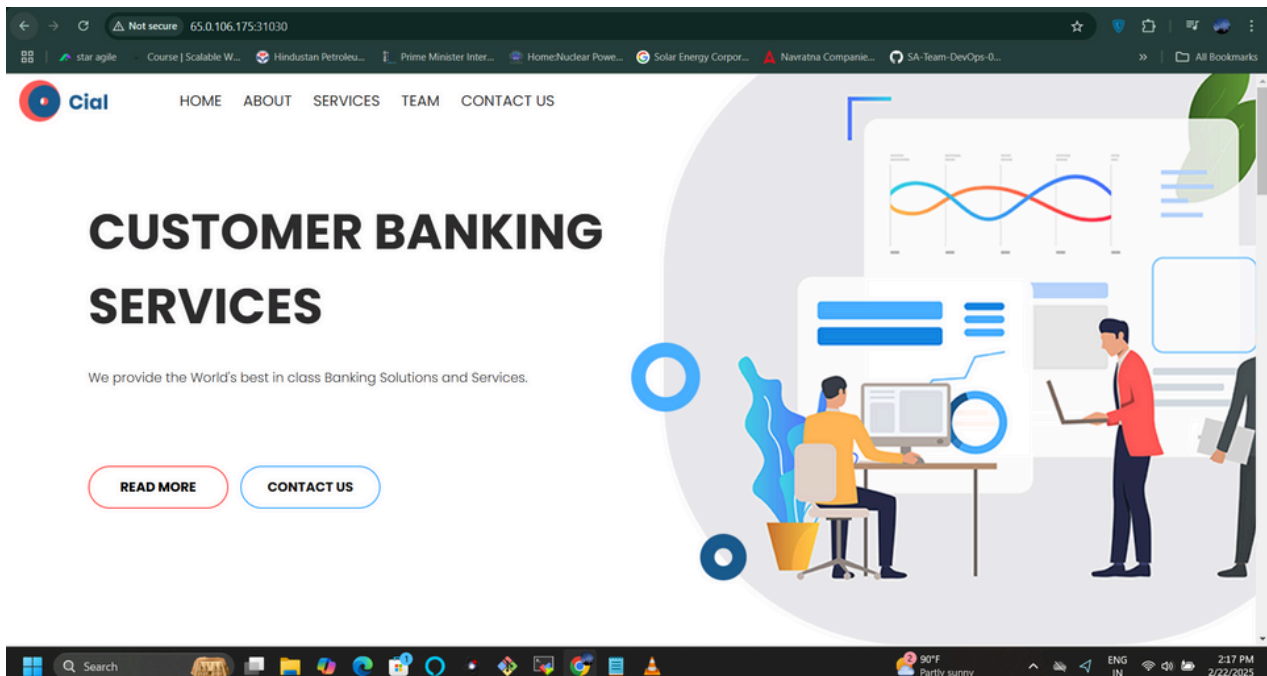 Not secure 65.0.106.175:31030
star agile Course | Scalable W... Hindustan Petroleu... Prime Minister Inter... Home:Nuclear Powe... Solar Energy Corpor... Navratna Companie... SA-Team-DevOps-0... » All Bookmarks
Cial HOME ABOUT SERVICES TEAM CONTACT US
CUSTOMER BANKING
SERVICES
We provide the World's best in class Banking Solutions and Services.
READ MORE CONTACT US
Search
2 90°F
Partly sunny
ENG
IN
2:17 PM
2/22/2025